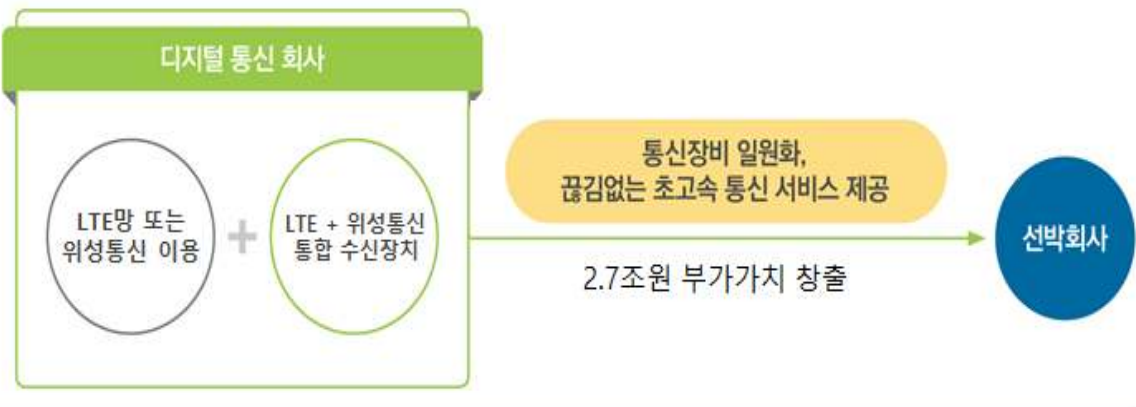 디지털 통신 회사
LTE망 또는
위성통신 이용
+
LTE + 위성통신
통합 수신장치
통신장비 일원화,
끊김없는 초고속 통신 서비스 제공
2.7조원 부가가치 창출
선박회사